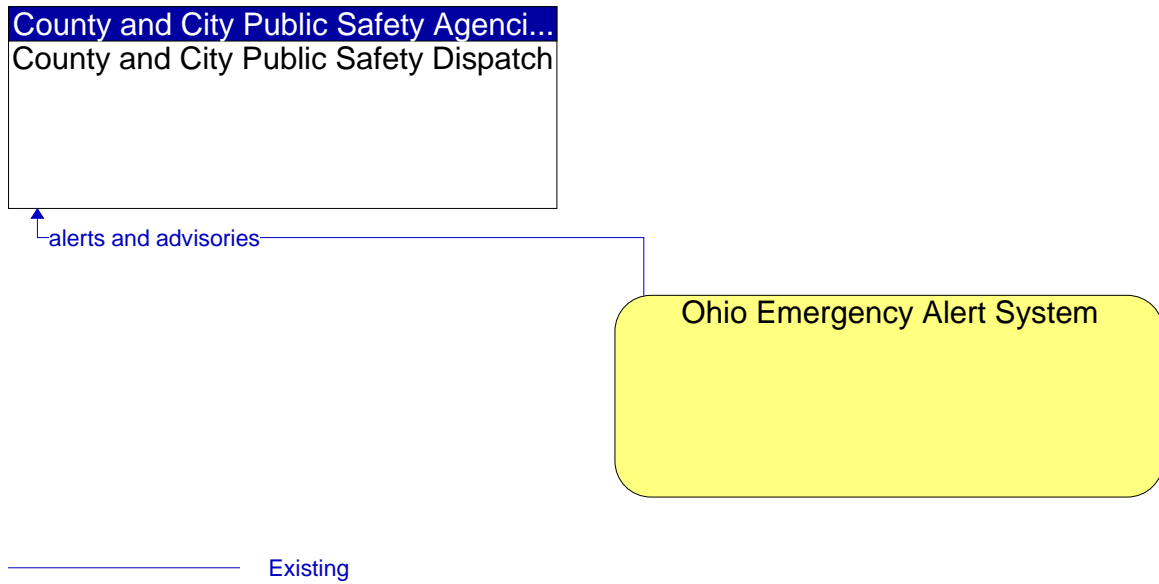 County and City Public Safety Agenci...
County and City Public Safety Dispatch
alerts and advisories
Ohio Emergency Alert System
Existing